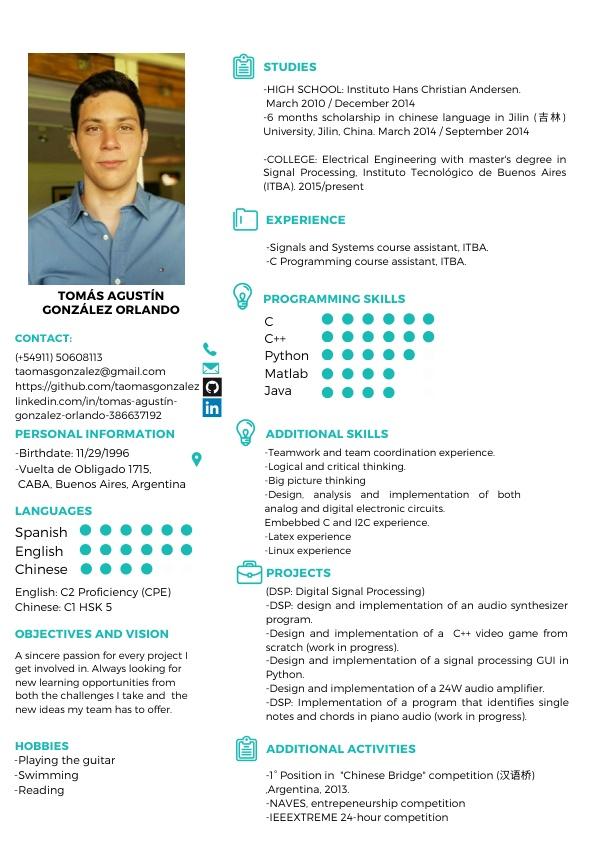 TOMÁS AGUSTÍN
GONZÁLEZ ORLANDO
CONTACT:
(+54911) 50608113
taomasgonzalez@gmail.com
https://github.com/taomasgonzalez
linkedin.com/in/tomas-agustin-
gonzalez-orlando-386637192
PERSONAL INFORMATION
-Birthdate: 11/29/1996
-Vuelta de Obligado 1715,
CABA, Buenos Aires, Argentina
LANGUAGES
Spanish
English
Chinese
English: C2 Proficiency (CPE)
Chinese: C1 HSK 5
OBJECTIVES AND VISION
A sincere passion for every project I
get involved in. Always looking for
new learning opportunities from
both the challenges I take and the
new ideas my team has to offer.
HOBBIES
-Playing the guitar
-Swimming
-Reading
STUDIES
-HIGH SCHOOL: Instituto Hans Christian Andersen.
March 2010 / December 2014
-6 months scholarship in chinese language in Jilin (吉林)
University, Jilin, China. March 2014 / September 2014
-COLLEGE: Electrical Engineering with master's degree in
Signal Processing, Instituto Tecnológico de Buenos Aires
(ITBA). 2015/present
EXPERIENCE
-Signals and Systems course assistant, ITBA.
-C Programming course assistant, ITBA.
PROGRAMMING SKILLS
C
C++
Python
Matlab
Java
ADDITIONAL SKILLS
-Teamwork and team coordination experience.
-Logical and critical thinking.
-Big picture thinking
-Design, analysis and implementation of both
analog and digital electronic circuits.
Embebbed C and I2C experience.
-Latex experience
-Linux experience
PROJECTS
(DSP: Digital Signal Processing)
-DSP: design and implementation of an audio synthesizer
program.
-Design and implementation of a C++ video game from
scratch (work in progress).
-Design and implementation of a signal processing GUI in
Python.
-Design and implementation of a 24W audio amplifier.
-DSP: Implementation of a program that identifies single
notes and chords in piano audio (work in progress).
ADDITIONAL ACTIVITIES
-1° Position in "Chinese Bridge" competition (汉语桥)
,Argentina, 2013.
-NAVES, entrepeneurship competition
-IEEEXTREME 24-hour competition